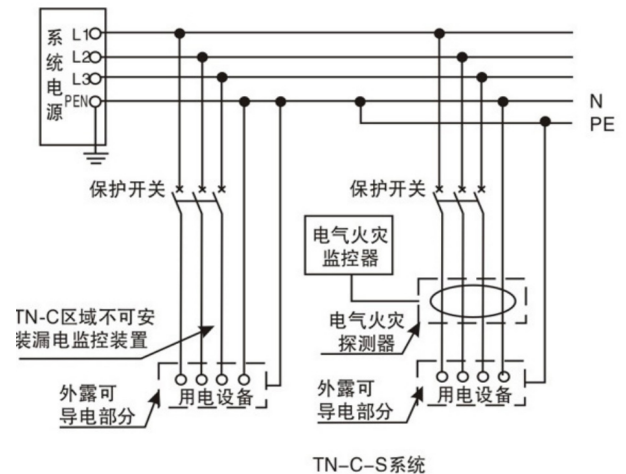 系统电源
L1
L2
L3
PEN
N
PE
保护开关
保护开关
电气火灾
监控器
TN-C区域不可安
装漏电监控装置
电气火灾
探测器
外露可
导电部分
用电设备
外露可
导电部分
用电设备
TN-C-S系统